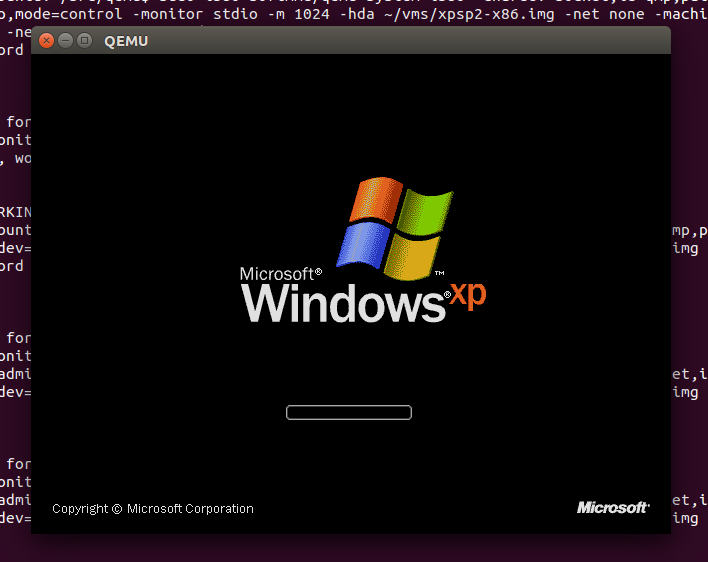 o,mode=control -monitor stdio -m 1024 -hda ~/vms/xpsp2-x86.img -net none -machi
-ne
QEMU
ord
for
onit
, wo
RKIN
ount
mp,p
dev=
img
ord
Microsoft®
Windows® xp ™
for
onit
admi
et,i
dev=
img
for
onit
admi
et,i
dev=
img
Copyright © Microsoft Corporation
Microsoft®